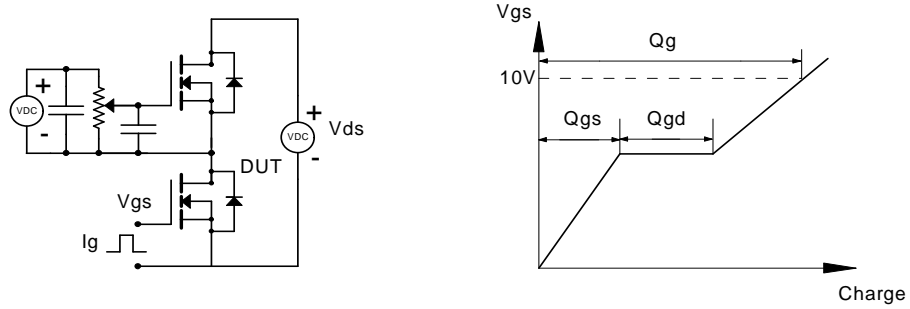 +
VDC
-
Vgs
Ig
DUT
+
VDC
-
Vds
Vgs
Qg
10V
Qgs
Qgd
Charge